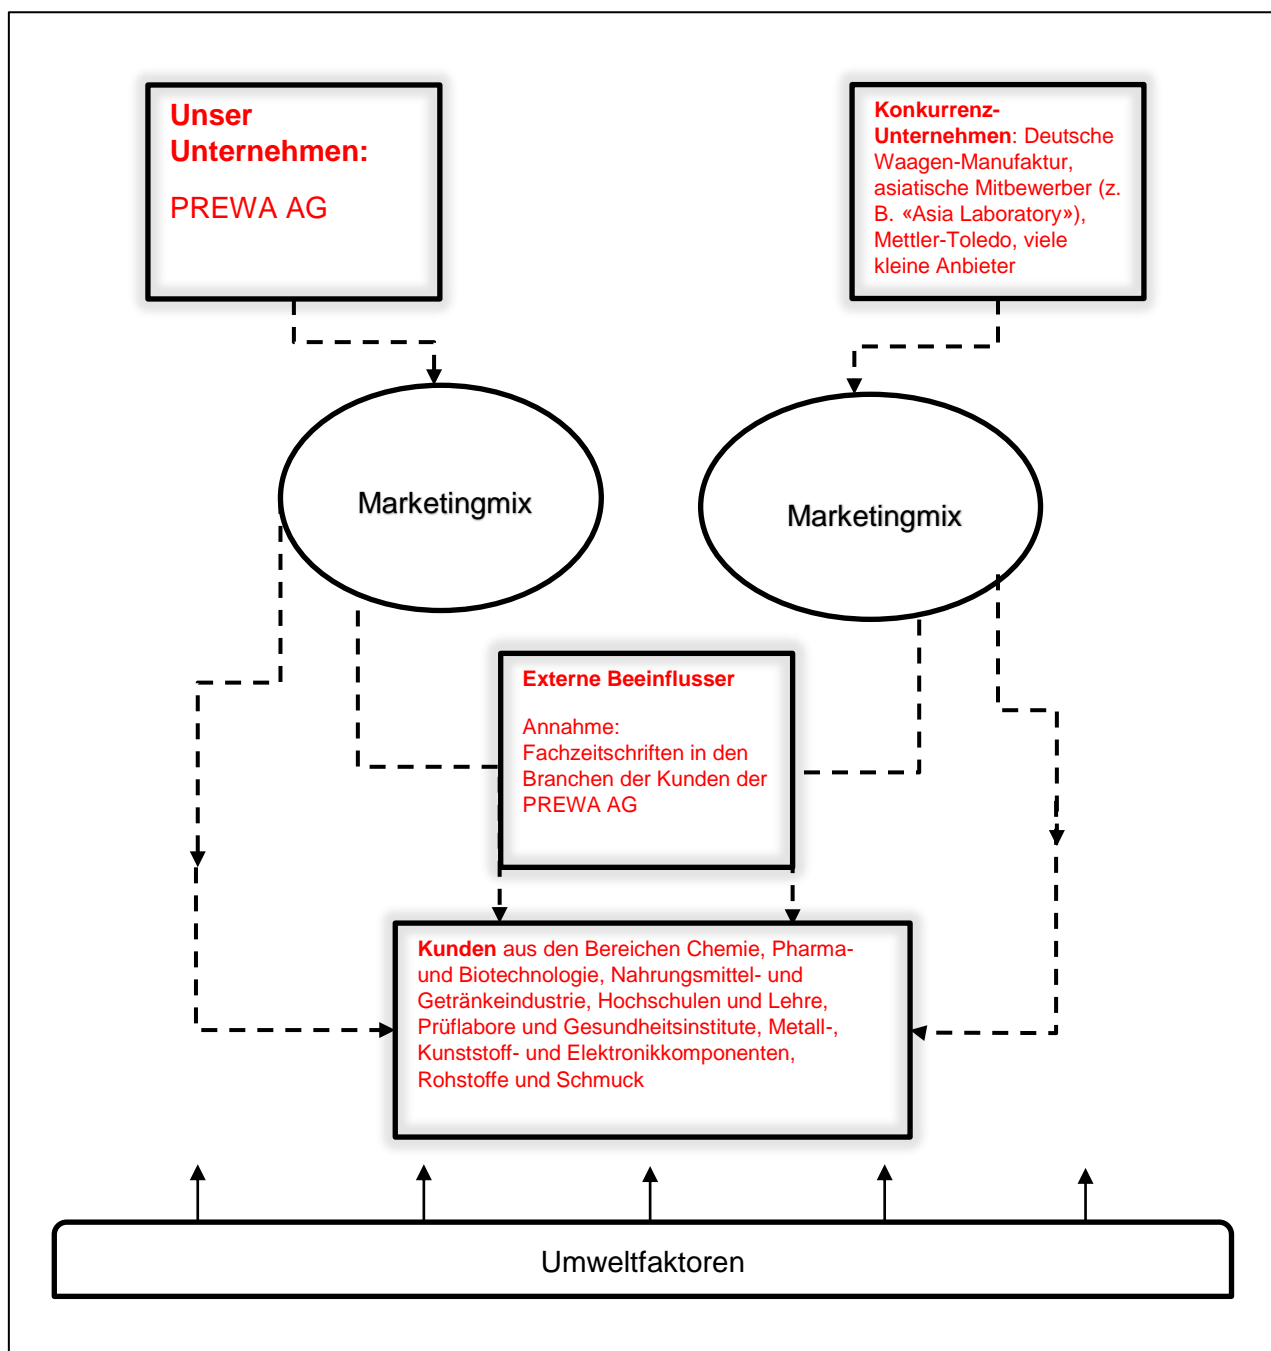 Unser
Unternehmen:
PREWA AG
Konkurrenz-
Unternehmen: Deutsche
Waagen-Manufaktur,
asiatische Mitbewerber (z.
B. «Asia Laboratory»),
Mettler-Toledo, viele
kleine Anbieter
Marketingmix
Marketingmix
Externe Beeinflusser
Annahme:
Fachzeitschriften in den
Branchen der Kunden der
PREWA AG
Kunden aus den Bereichen Chemie, Pharma-
und Biotechnologie, Nahrungsmittel- und
Getränkeindustrie, Hochschulen und Lehre,
Prüflabore und Gesundheitsinstitute, Metall-,
Kunststoff- und Elektronikkomponenten,
Rohstoffe und Schmuck
Umweltfaktoren